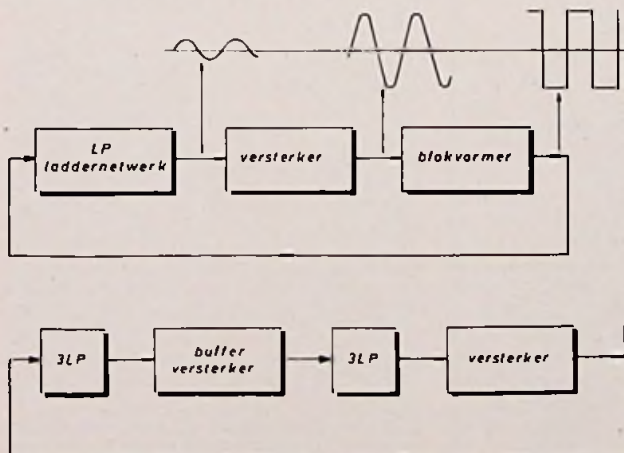 LP
laddernetwerk
versterker
blokvormer
3LP
buffer
versterker
3LP
versterker